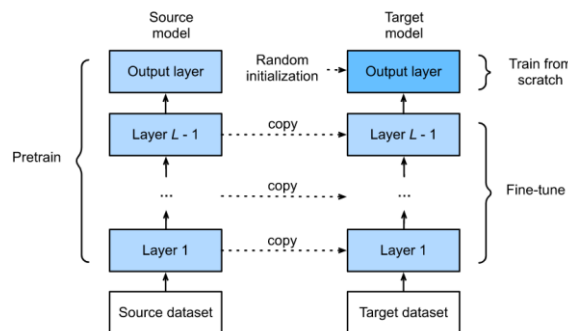 Source
model
Target
model
Output layer
Random
initialization
Output layer
Train from
scratch
Layer L - 1
copy
Layer L - 1
Pretrain
...
copy
...
Fine-tune
Layer 1
copy
Layer 1
Source dataset
Target dataset